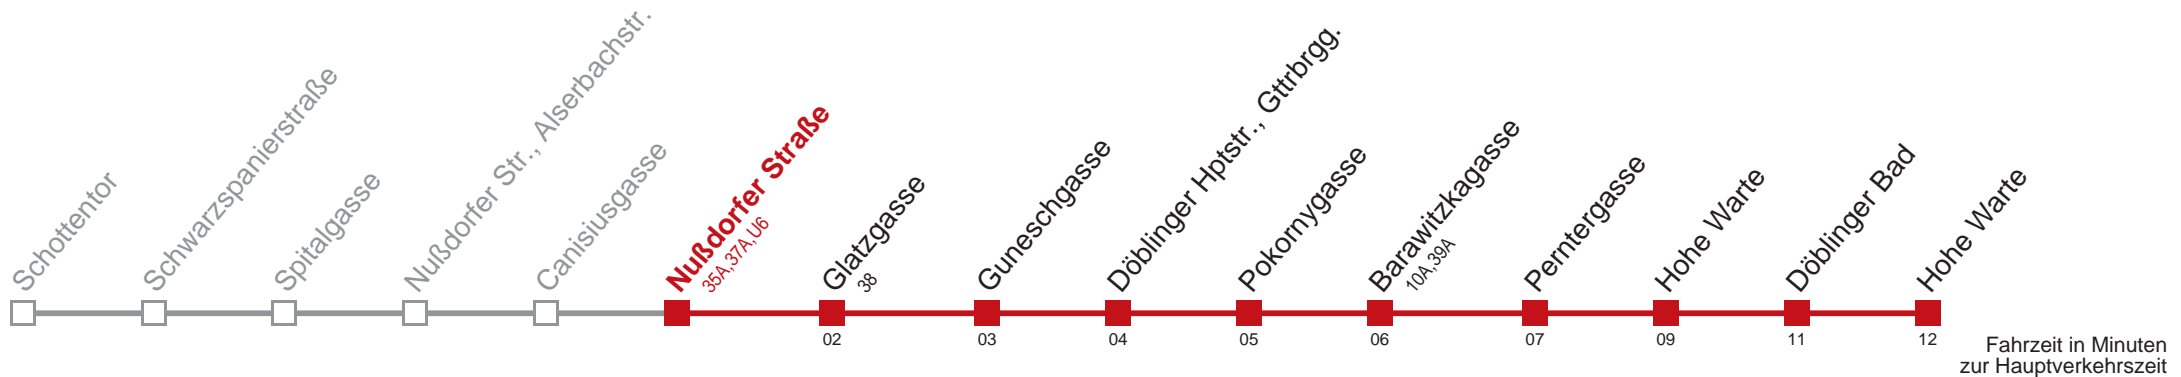 Schottentor
Schwarzspanierstraße
Spitalgasse
Nußdorfer Str., Alserbachstr.
Canisiusgasse
Nußdorfer Straße
35A,37A,U6
Glatzgasse
38
Guneschgasse
Döblinger Hptstr., Gttrbrgg.
Pokornygasse
Barawitzkagasse
10A,39A
Perntergasse
Hohe Warte
Döblinger Bad
Hohe Warte
02
03
04
05
06
07
09
11
12
Fahrzeit in Minuten
zur Hauptverkehrszeit